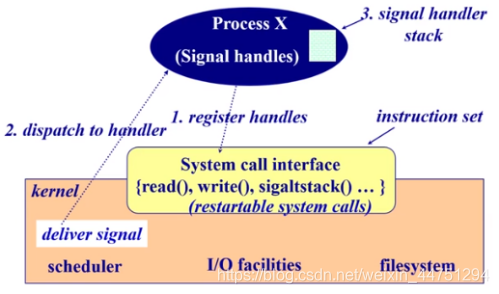 Process X
(Signal handles)
3. signal handler
stack
2. dispatch to handler
1. register handles
instruction set
System call interface
{read(), write(), sigaltstack() … }
(restartable system calls)
kernel
deliver signal
scheduler
I/O facilities
filesystem
https://blog.csdn.net/weixin_44751294